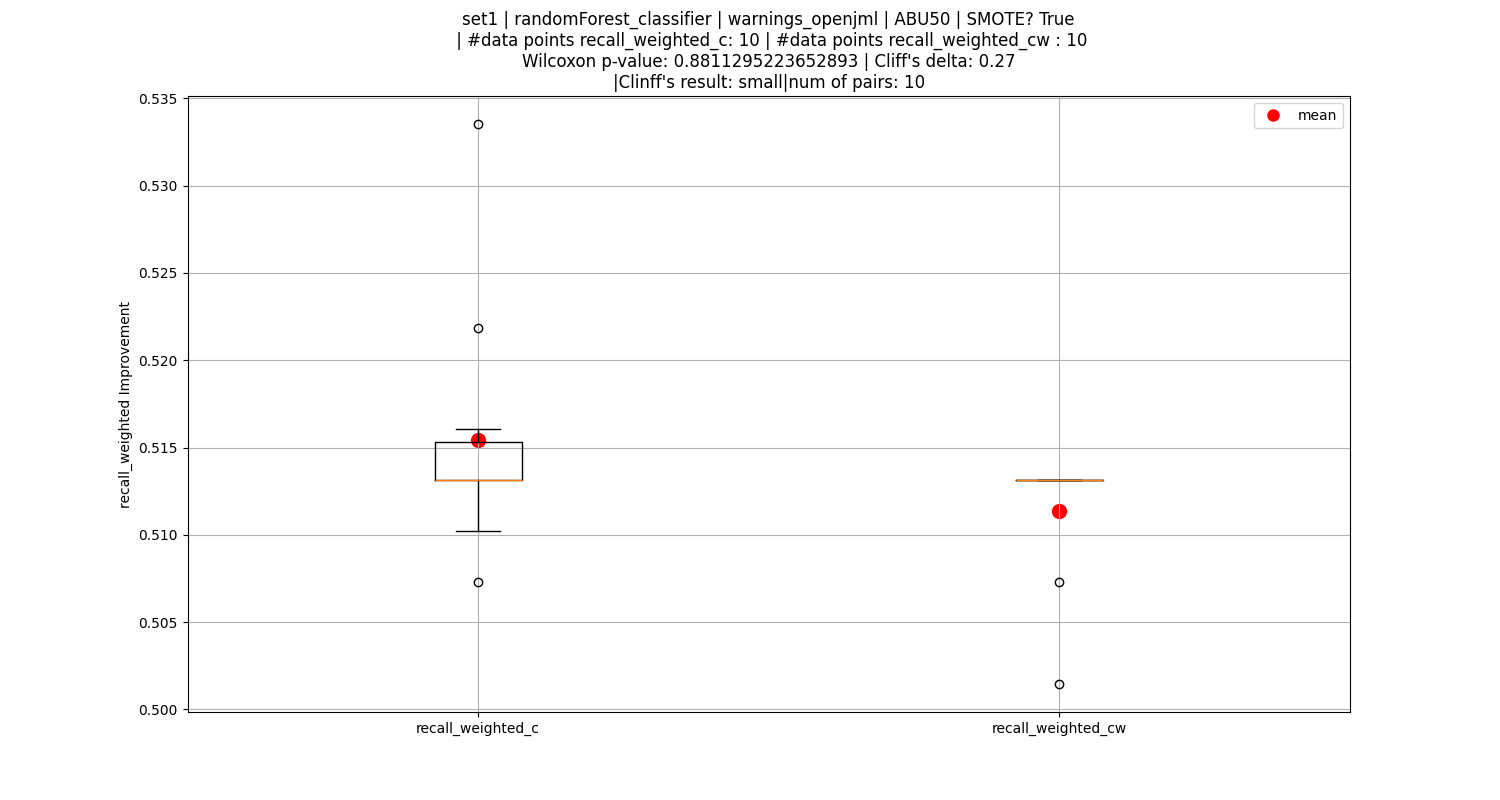 set1 | randomForest_classifier | warnings_openjml | ABU50 | SMOTE? True
| #data points recall_weighted_c: 10 | #data points recall_weighted_cw : 10
Wilcoxon p-value: 0.8811295223652893 | Cliff's delta: 0.27
|Clinff's result: small|num of pairs: 10
mean
recall_weighted Improvement
0.535
0.530
0.525
0.520
0.515
0.510
0.505
0.500
recall_weighted_c
recall_weighted_cw